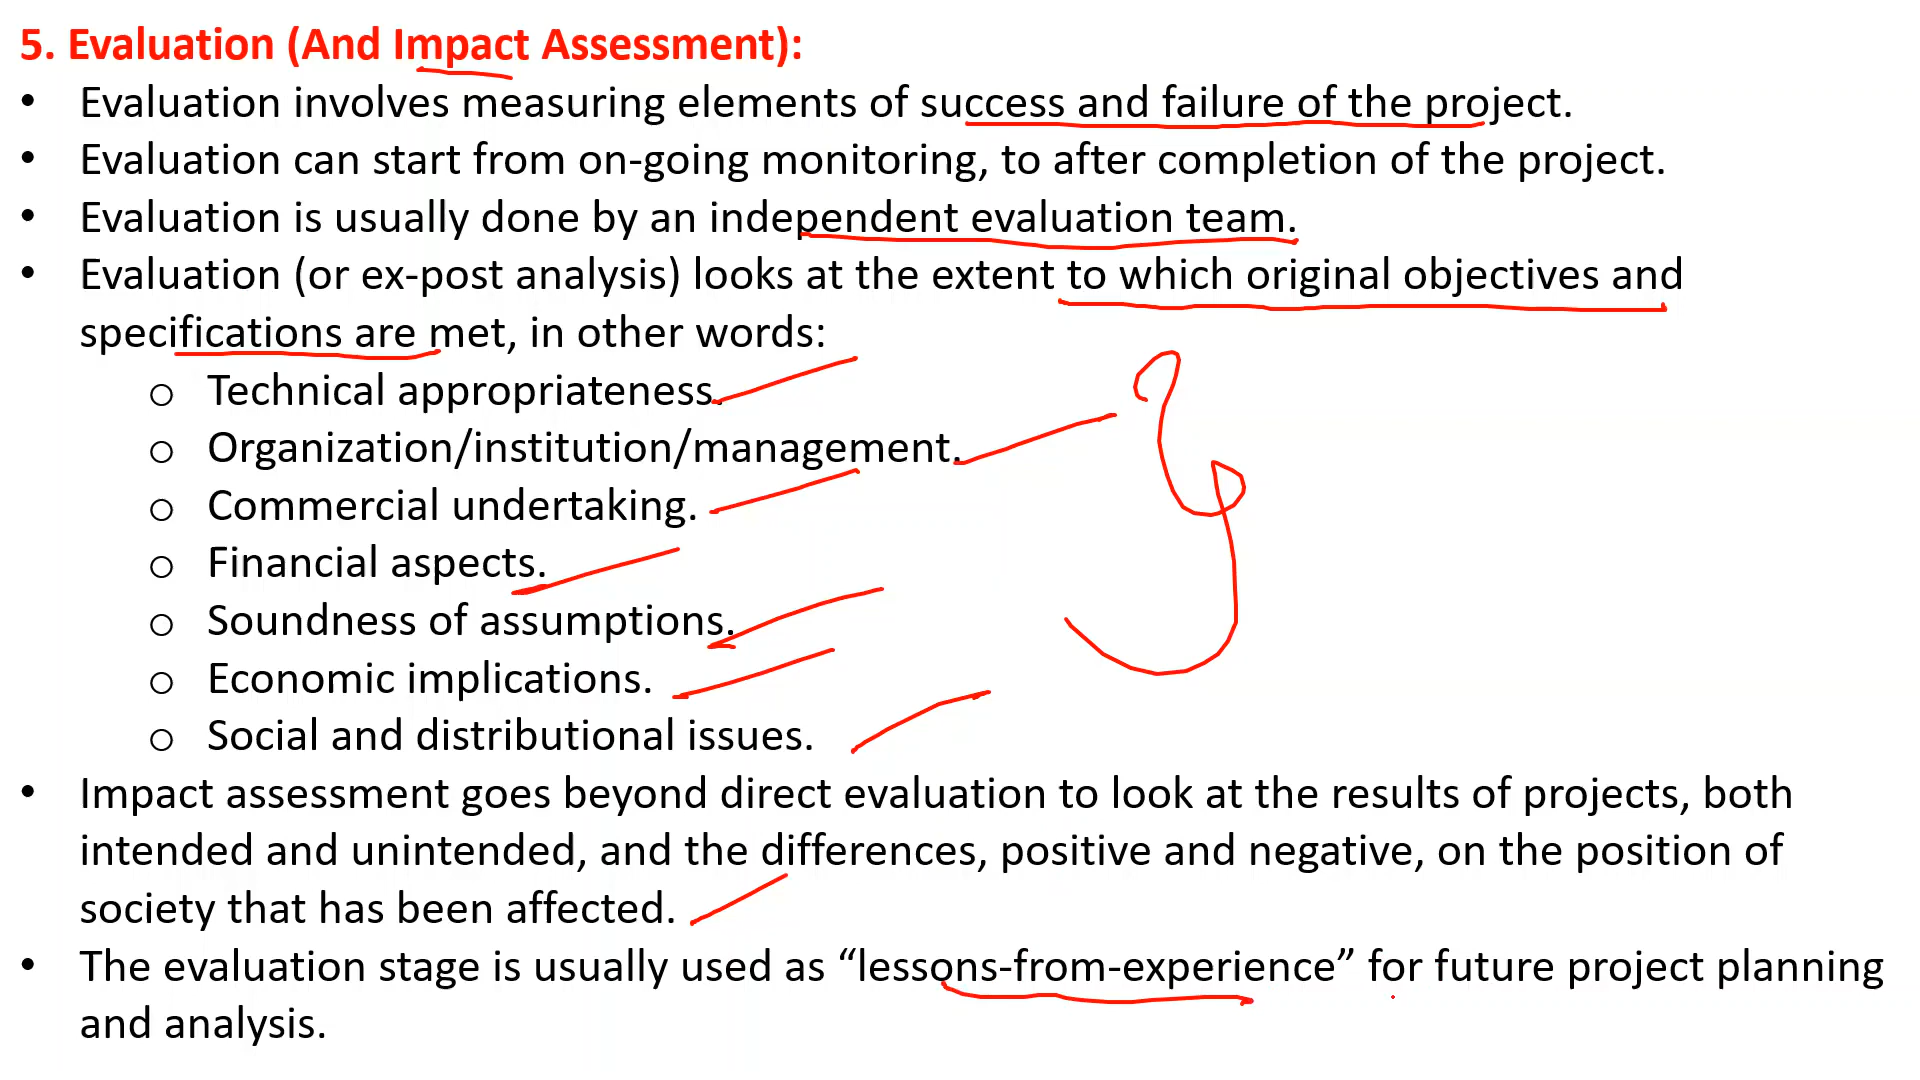 5. Evaluation (And Impact Assessment):
• Evaluation involves measuring elements of success and failure of the project.
• Evaluation can start from on-going monitoring, to after completion of the project.
• Evaluation is usually done by an independent evaluation team.
• Evaluation (or ex-post analysis) looks at the extent to which original objectives and
specifications are met, in other words:
o Technical appropriateness.
o Organization/institution/management.
o Commercial undertaking.
o Financial aspects.
o Soundness of assumptions.
o Economic implications.
o Social and distributional issues.
• Impact assessment goes beyond direct evaluation to look at the results of projects, both
intended and unintended, and the differences, positive and negative, on the position of
society that has been affected.
• The evaluation stage is usually used as “lessons-from-experience” for future project planning
and analysis.